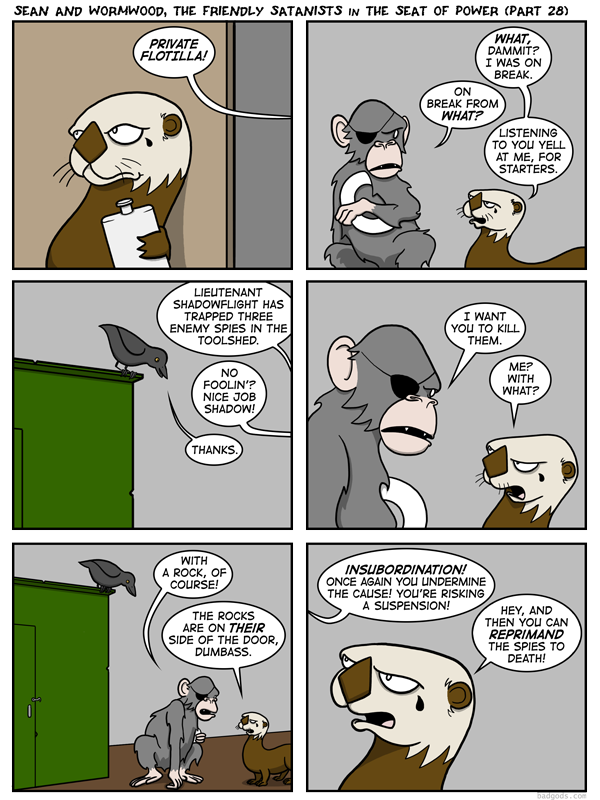 SEAN AND WORMWOOD, THE FRIENDLY SATANISTS IN THE SEAT OF POWER (PART 28)
PRIVATE
FLOTILLA!
WHAT,
DAMMIT?
I WAS ON
BREAK.
ON
BREAK FROM
WHAT?
LISTENING
TO YOU YELL
AT ME, FOR
STARTERS.
LIEUTENANT
SHADOWFLIGHT HAS
TRAPPED THREE
ENEMY SPIES IN THE
TOOLSHED.
NO
FOOLIN'?
NICE JOB
SHADOW!
THANKS.
I WANT
YOU TO KILL
THEM.
ME?
WITH
WHAT?
WITH
A ROCK, OF
COURSE!
THE ROCKS
ARE ON THEIR
SIDE OF THE DOOR,
DUMBASS.
INSUBORDINATION!
ONCE AGAIN YOU UNDERMINE
THE CAUSE! YOU'RE RISKING
A SUSPENSION!
HEY, AND
THEN YOU CAN
REPRIMAND
THE SPIES TO
DEATH!
badgods.com